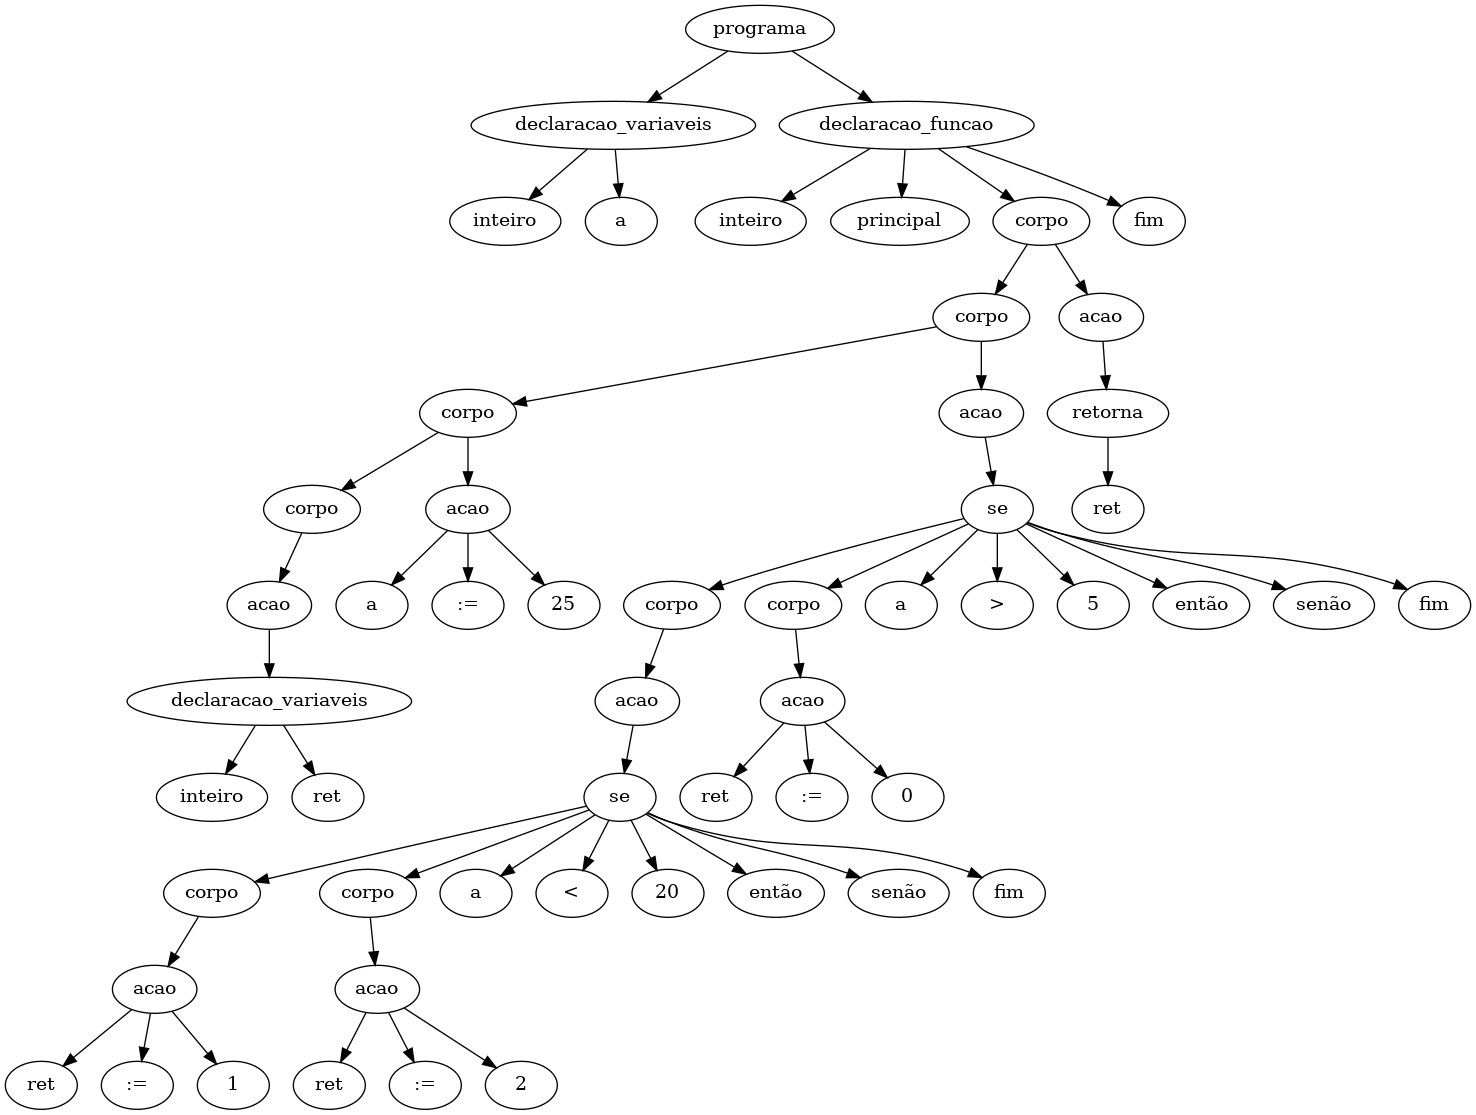 programa
declaracao_variaveis declaracao_funcao
inteiro a inteiro principal corpo fim
corpo acao
corpo acao retorna
corpo acao se ret
acao a := 25 corpo corpo a > 5 então senão fim
declaracao_variaveis acao acao
inteiro ret se ret := 0
corpo corpo a < 20 então senão fim
acao acao
ret := 1 ret := 2